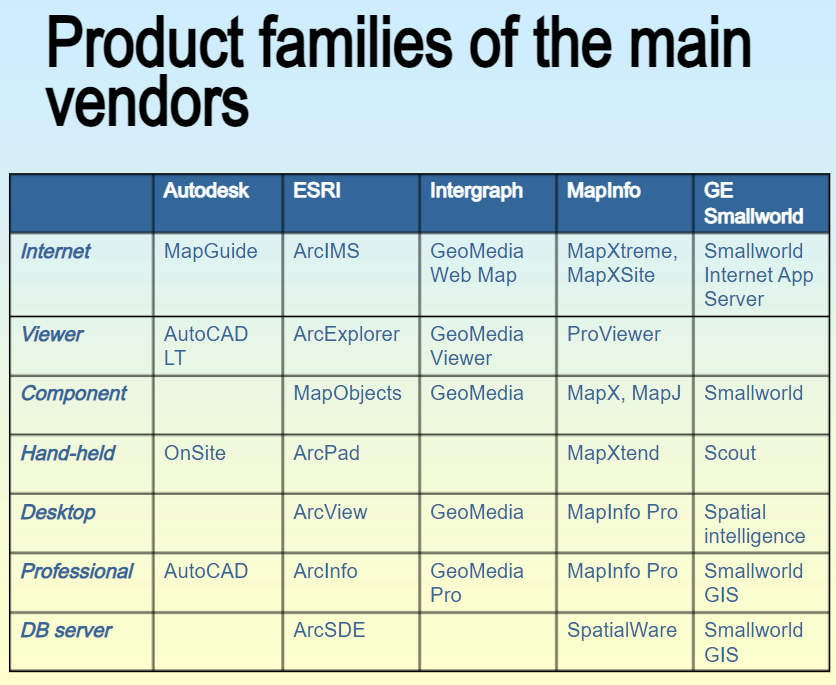 Product families of the main
vendors
Autodesk ESRI Intergraph MapInfo GE
Smallworld
Internet MapGuide ArcIMS GeoMedia MapXtreme, Smallworld
Web Map MapXSite Internet App
Server
Viewer AutoCAD ArcExplorer GeoMedia ProViewer
LT Viewer
Component MapObjects GeoMedia MapX, MapJ Smallworld
Hand-held OnSite ArcPad MapXtend Scout
Desktop ArcView GeoMedia MapInfo Pro Spatial
intelligence
Professional AutoCAD ArcInfo GeoMedia MapInfo Pro Smallworld
Pro GIS
DB server ArcSDE SpatialWare Smallworld
GIS